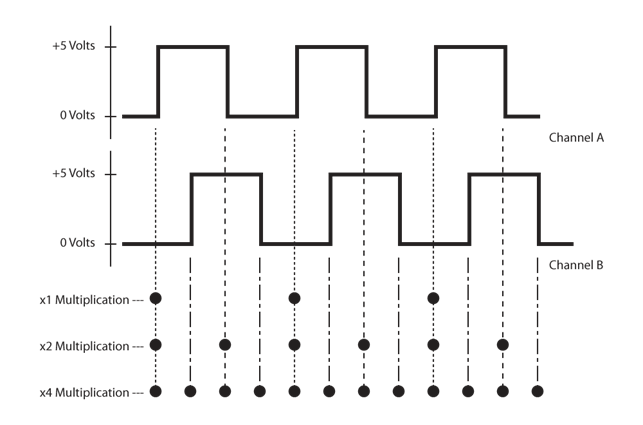 +5 Volts
0 Volts
Channel A
+5 Volts
0 Volts
Channel B
x1 Multiplication ---
x2 Multiplication ---
x4 Multiplication ---